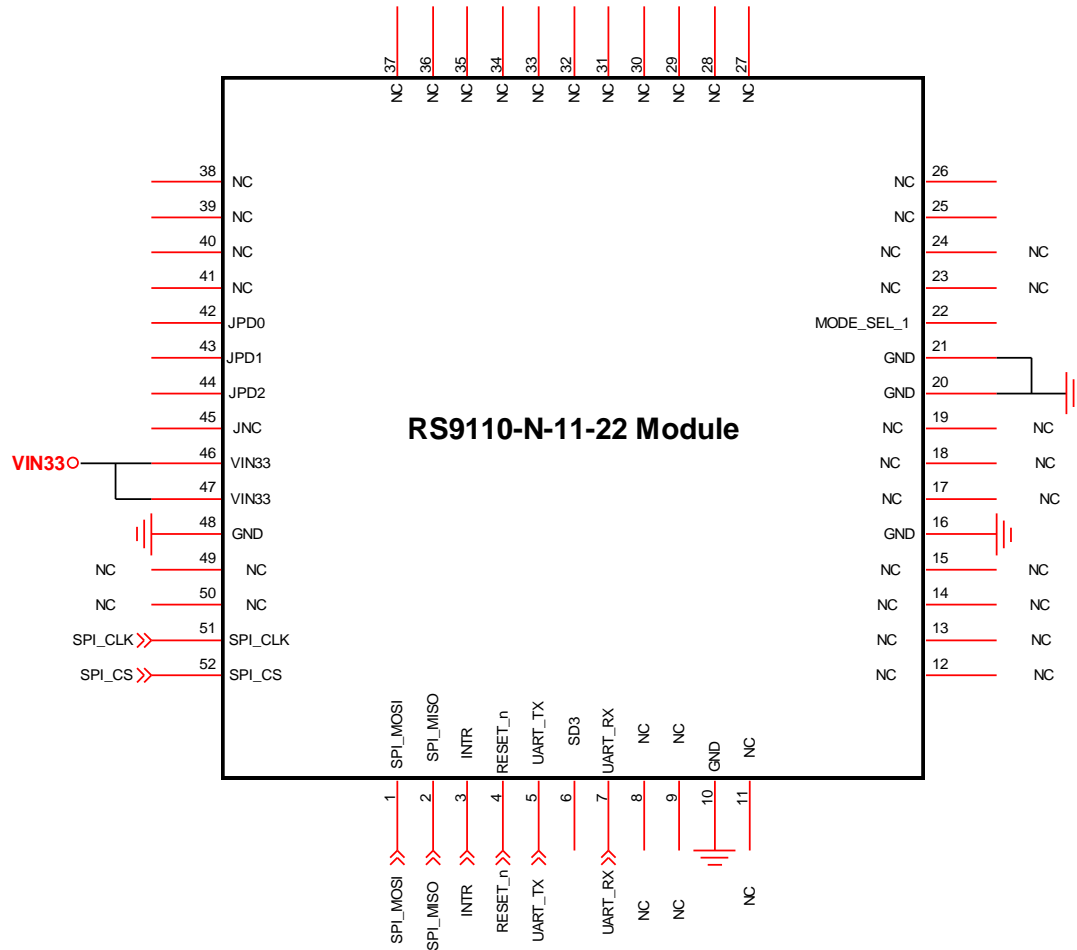 37 36 35 34 33 32 31 30 29 28 27
NC NC NC NC NC NC NC NC NC NC NC
38 NC NC 26
39 NC NC 25
40 NC NC 24 NC
41 NC NC 23 NC
42 JPD0 MODE_SEL_1 22
43 JPD1 GND 21
44 JPD2 GND 20
RS9110-N-11-22 Module
45 JNC NC 19 NC
VIN33 46 VIN33 NC 18 NC
47 VIN33 NC 17 NC
48 GND GND 16
NC 49 NC NC 15 NC
NC 50 NC NC 14 NC
SPI_CLK 51 SPI_CLK NC 13 NC
SPI_CS 52 SPI_CS NC 12 NC
SPI_MOSI SPI_MISO INTR RESET_n UART_TX SD3 UART_RX NC NC GND NC
1 2 3 4 5 6 7 8 9 10 11
SPI_MOSI SPI_MISO INTR RESET_n UART_TX UART_RX NC NC NC